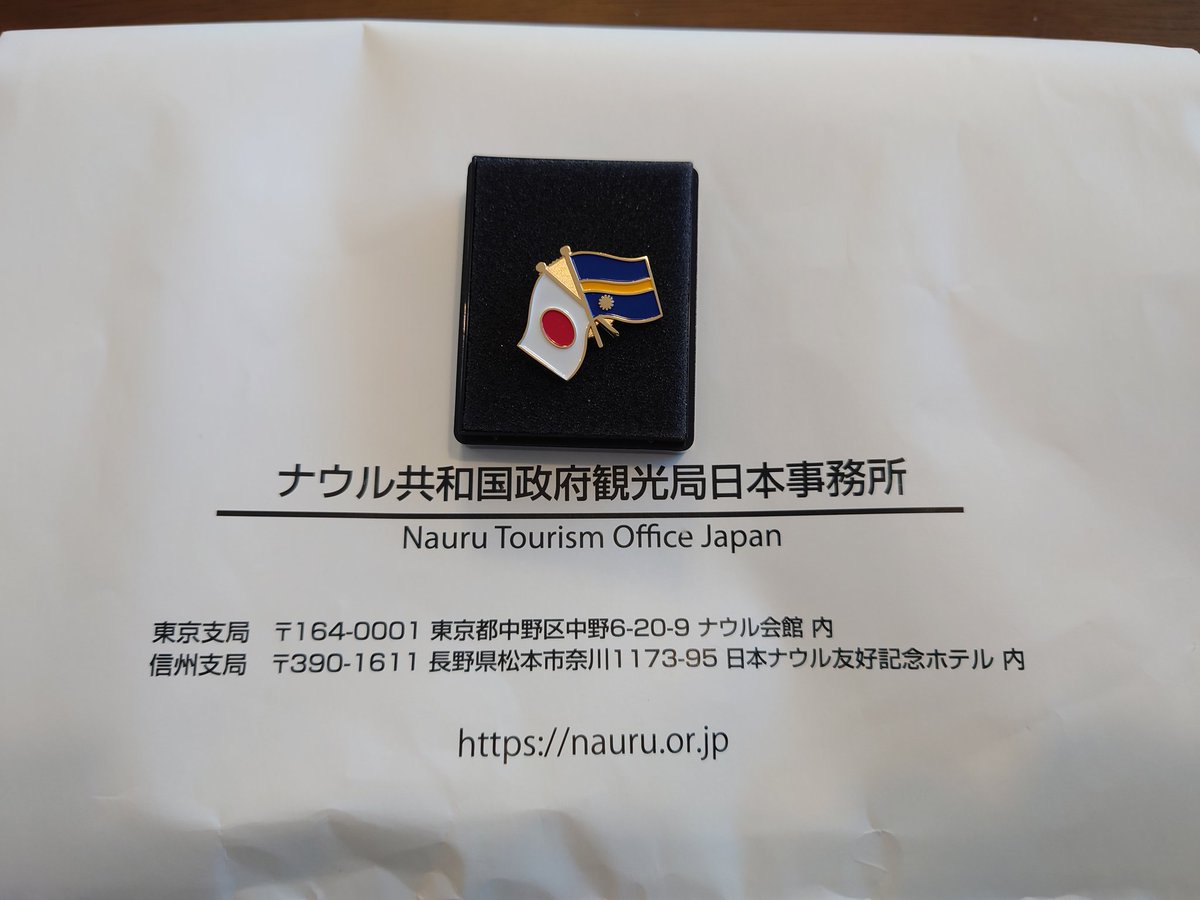 ナウル共和国政府観光局日本事務所
Nauru Tourism Office Japan
東京支局 〒164-0001 東京都中野区中野6-20-9 ナウル会館 内
信州支局 〒390-1611 長野県松本市奈川1173-95 日本ナウル友好記念ホテル 内
https://nauru.or.jp